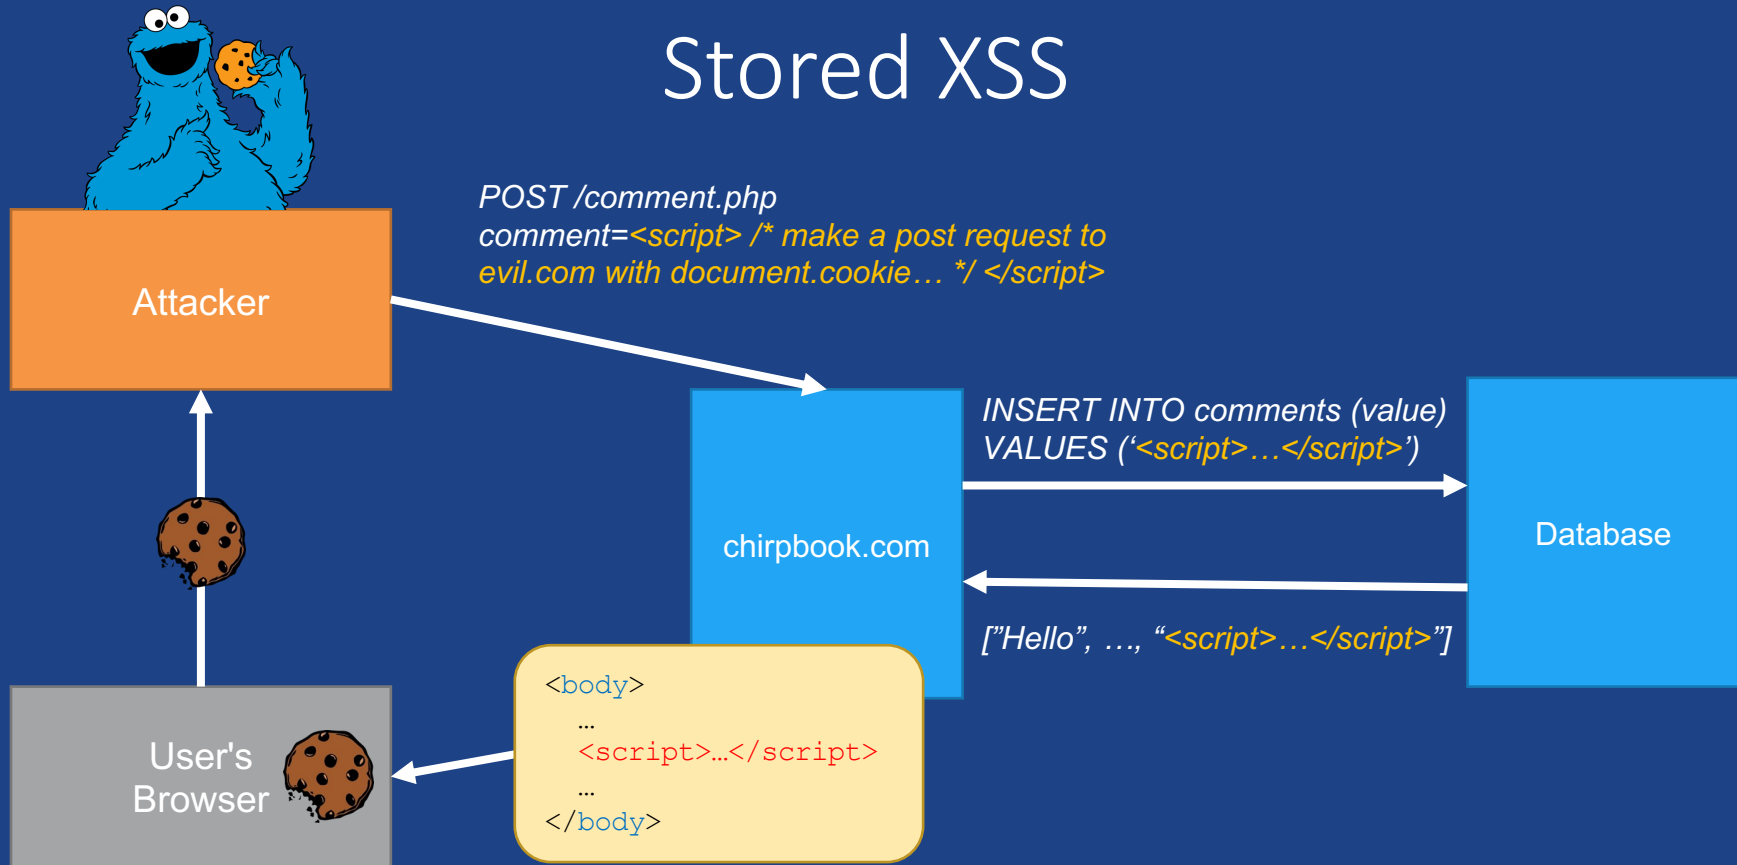 Stored XSS
POST /comment.php
comment=<script> /* make a post request to
evil.com with document.cookie… */ </script>
Attacker
INSERT INTO comments (value)
VALUES (‘<script>…</script>’)
chirpbook.com
Database
[”Hello”, …, “<script>…</script>”]
<body>
…
<script>…</script>
…
</body>
User's
Browser